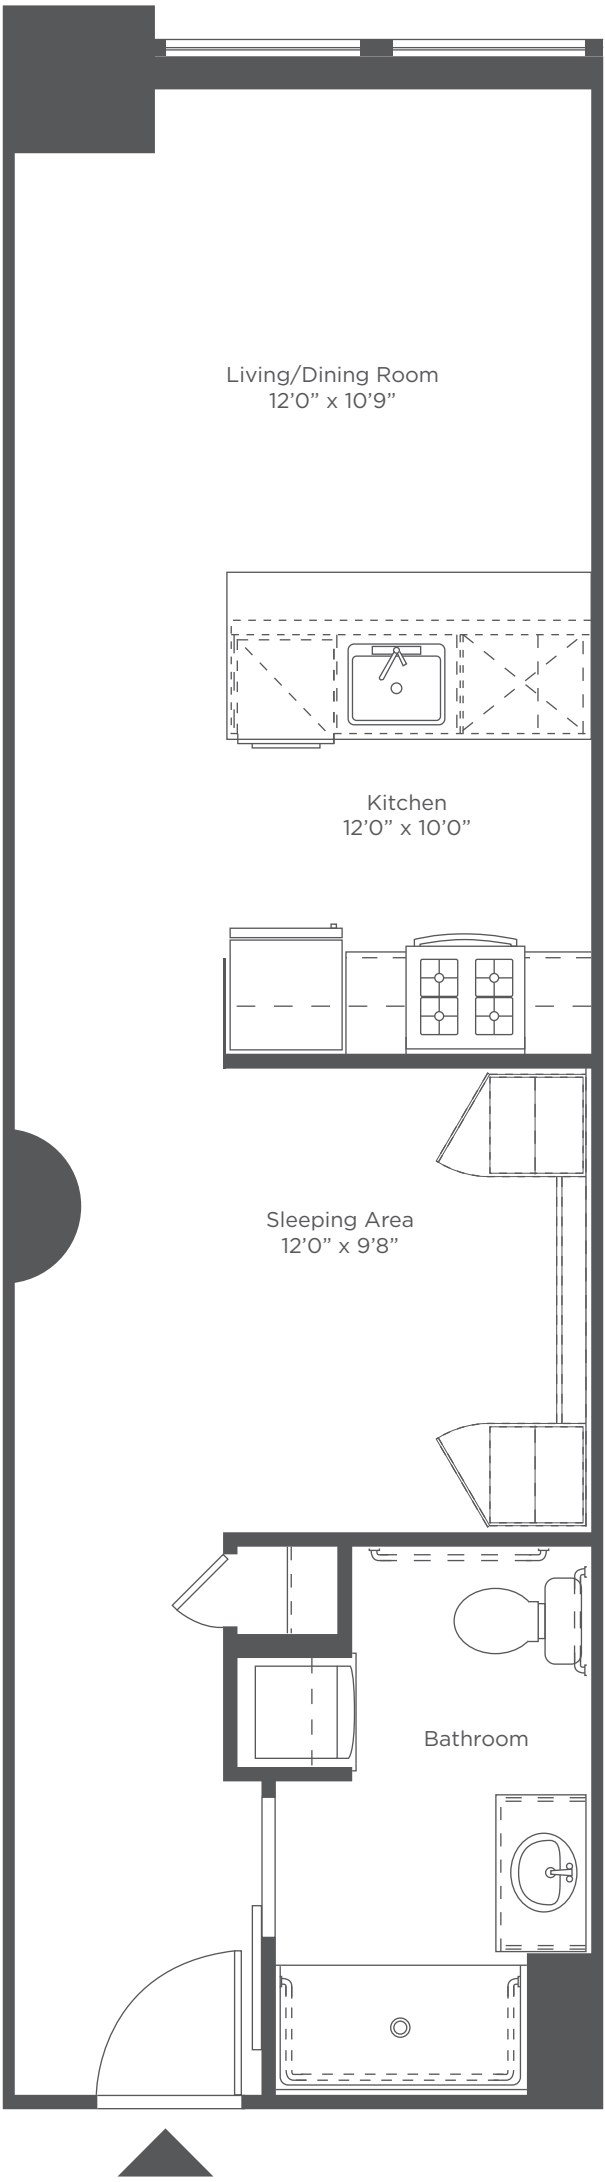 Living/Dining Room
12’0” x 10’9”
Kitchen
12’0” x 10’0”
Sleeping Area
12’0” x 9’8”
Bathroom